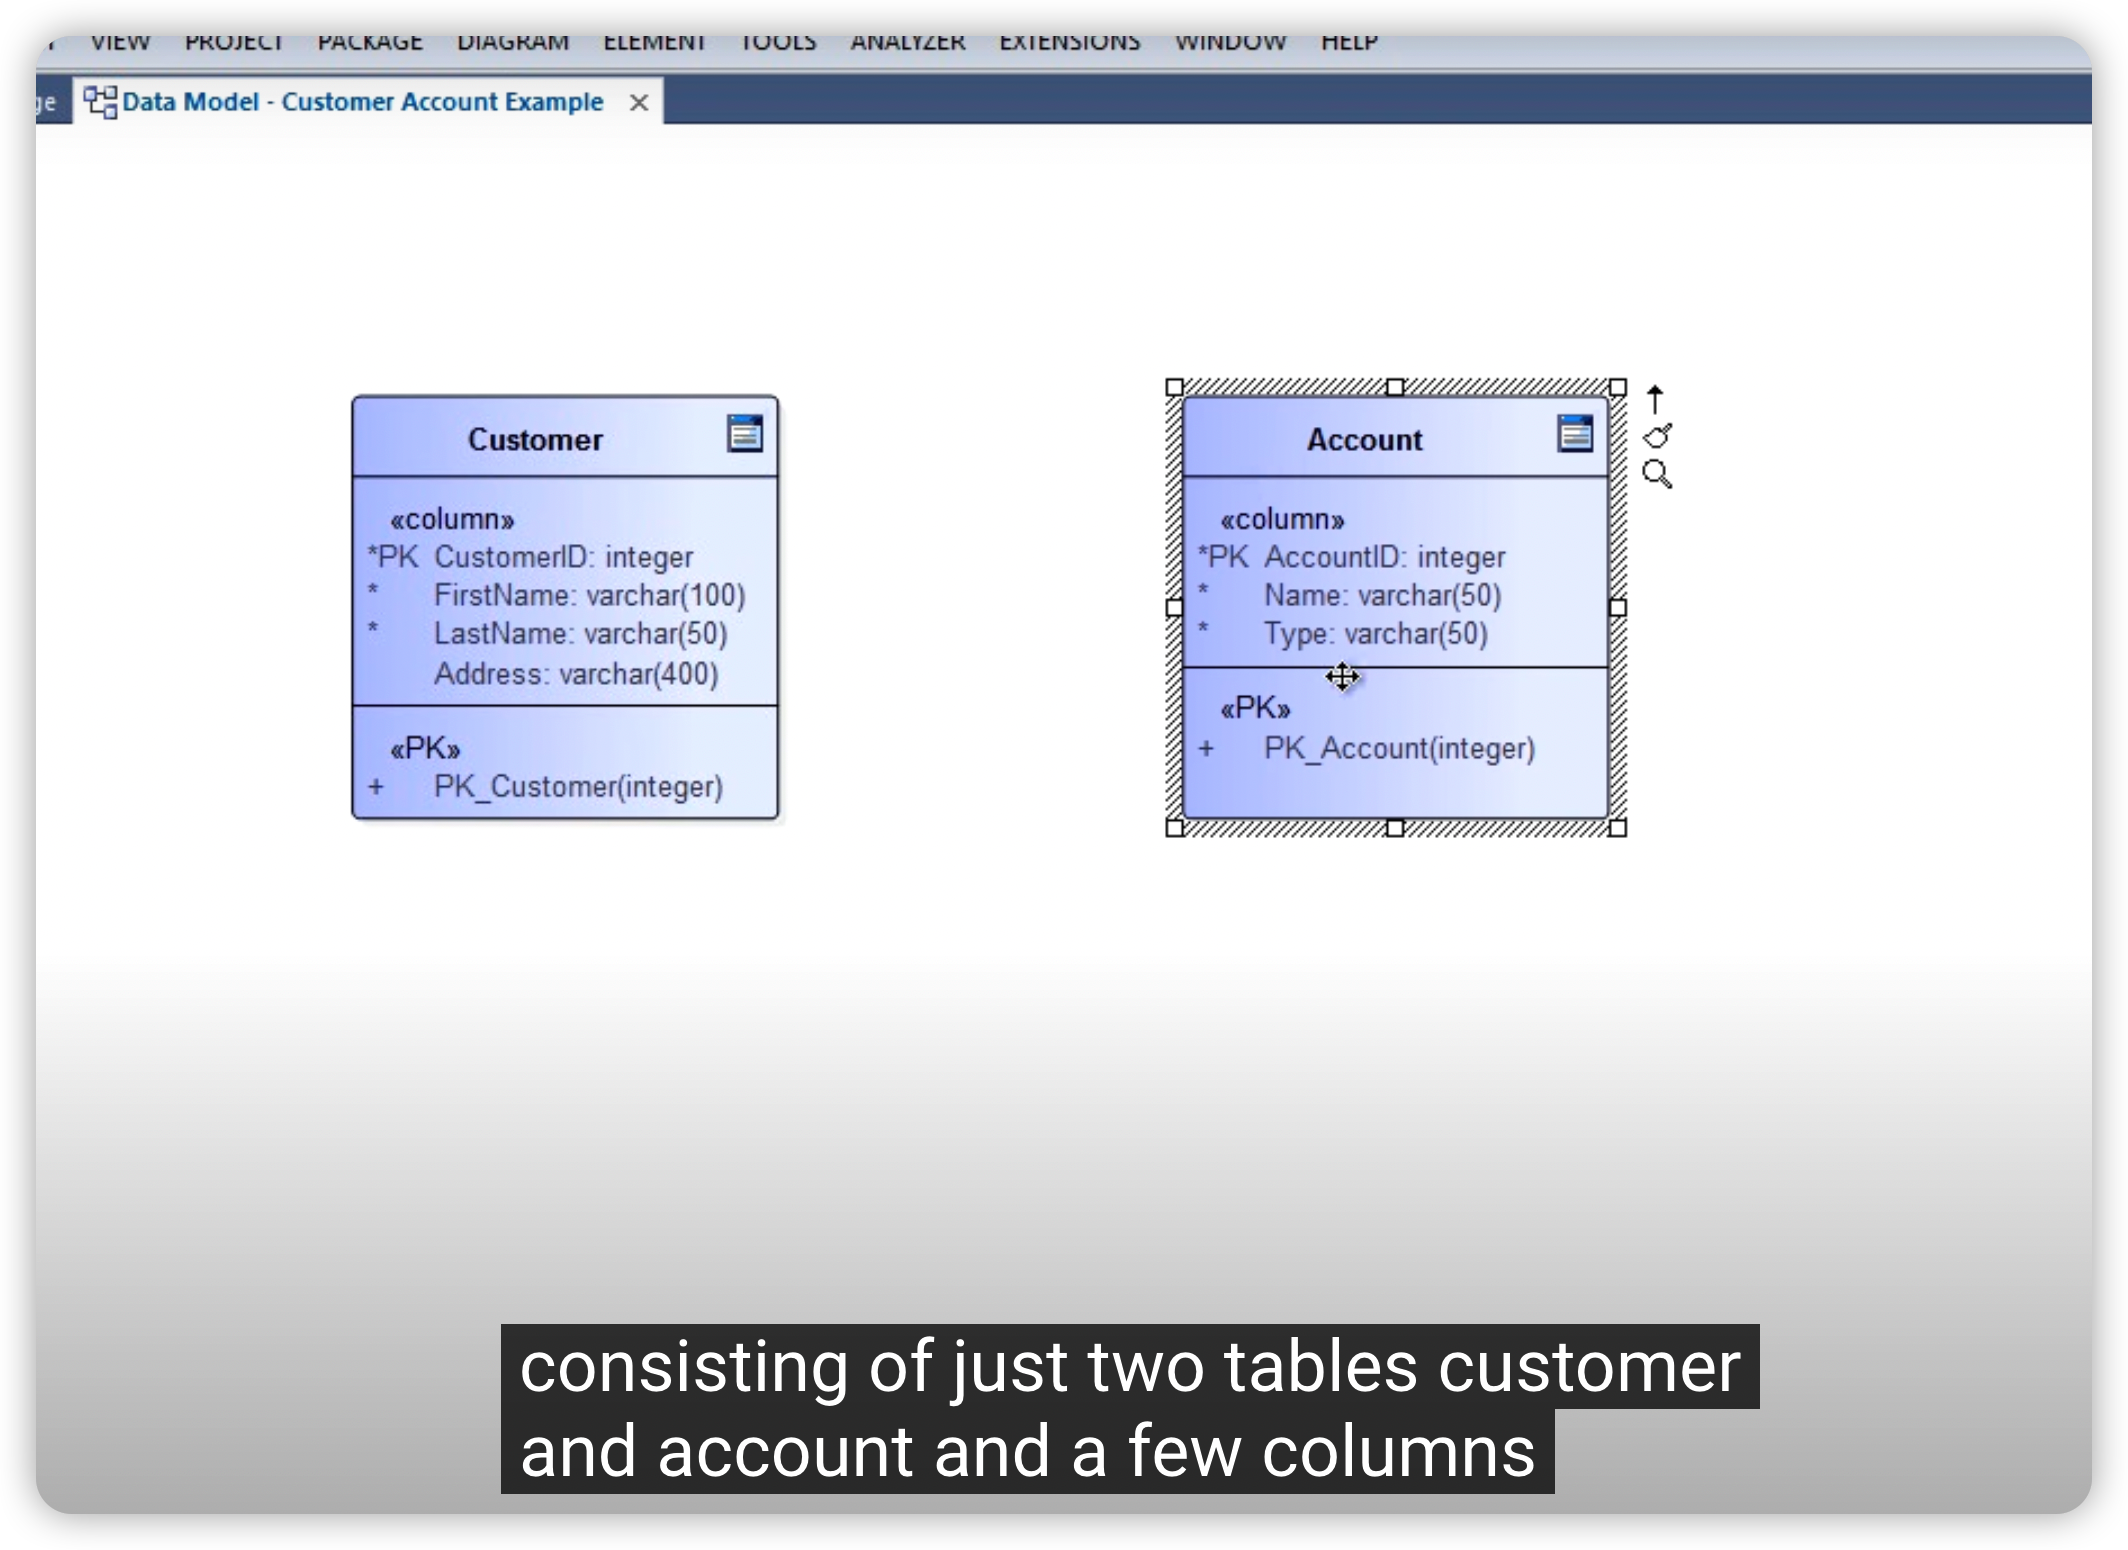 VIEW PROJECT PACKAGE DIAGRAM ELEMENT TOOLS ANALYZER EXTENSIONS WINDOW HELP
Data Model - Customer Account Example
Customer
«column»
*PK CustomerID: integer
* FirstName: varchar(100)
* LastName: varchar(50)
Address: varchar(400)
«PK»
+ PK_Customer(integer)
Account
«column»
*PK AccountID: integer
* Name: varchar(50)
* Type: varchar(50)
«PK»
+ PK_Account(integer)
consisting of just two tables customer
and account and a few columns